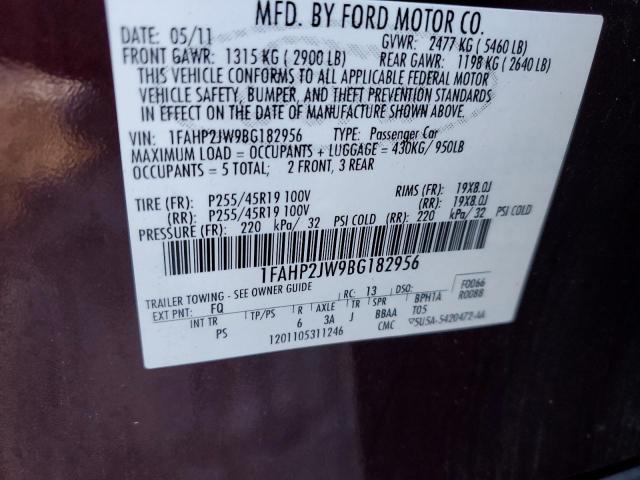 MFD. BY FORD MOTOR CO.
DATE: 05/11 GVWR: 2477 KG ( 5460 LB)
FRONT GAWR: 1315 KG ( 2900 LB) REAR GAWR: 1198 KG ( 2640 LB)
THIS VEHICLE CONFORMS TO ALL APPLICABLE FEDERAL MOTOR
VEHICLE SAFETY, BUMPER, AND THEFT PREVENTION STANDARDS
IN EFFECT ON THE DATE OF MANUFACTURE SHOWN ABOVE.
VIN: 1FAHP2JW9BG182956 TYPE: Passenger Car
MAXIMUM LOAD = OCCUPANTS + LUGGAGE = 430KG/ 950LB
OCCUPANTS = 5 TOTAL; 2 FRONT, 3 REAR
TIRE (FR): P255/45R19 100V RIMS (FR): 19X8.0J
(RR): P255/45R19 100V (RR): 19X8.0J
PRESSURE (FR): 220 kPa/ 32 PSI COLD (RR): 220 kPa/ 32 PSI COLD
1FAHP2JW9BG182956
TRAILER TOWING - SEE OWNER GUIDE RC: 13 DSO: F0066
EXT PNT: FQ R0088
INT TR TP/PS R AXLE TR SPR BPHTA
PS 6 3A J BBAA T05
1201105311246 CMC ▽5U5A-5420472-AA